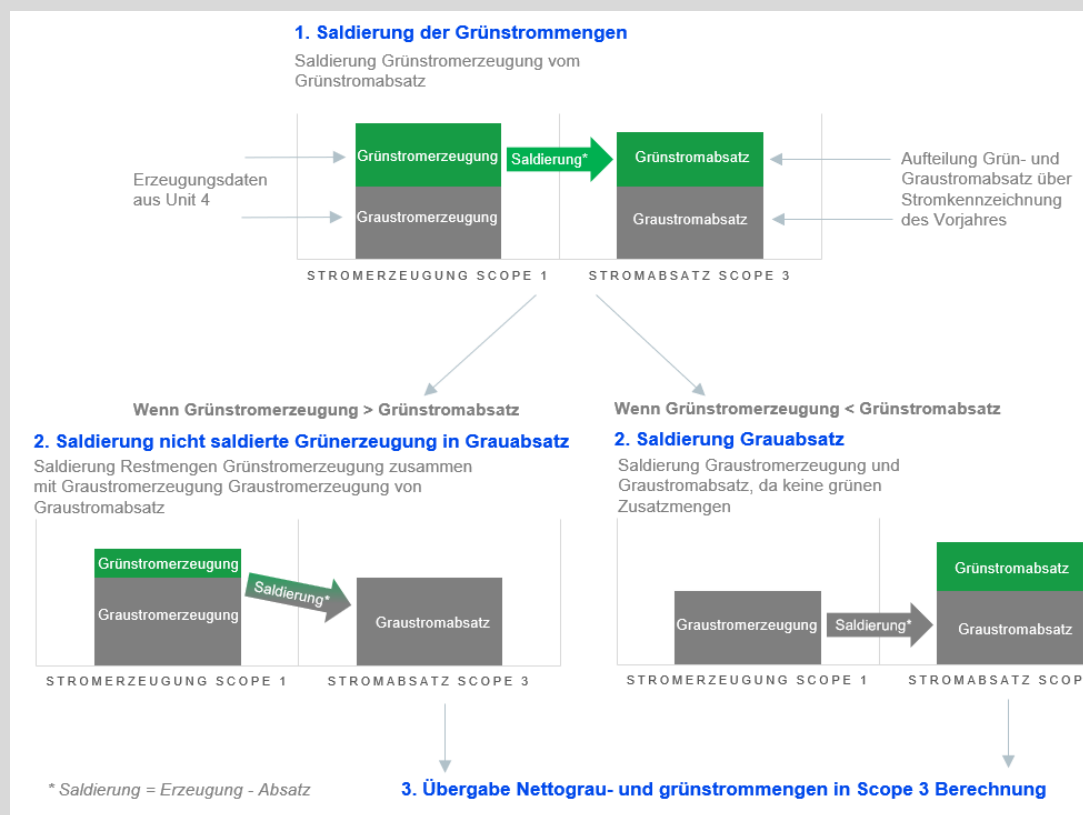 1. Saldierung der Grünstrommengen
Saldierung Grünstromerzeugung vom
Grünstromabsatz
Erzeugungsdaten
aus Unit 4
Grünstromerzeugung
Saldierung*
Grünstromabsatz
Graustromerzeugung
Graustromabsatz
Aufteilung Grün- und
Graustromabsatz über
Stromkennzeichnung
des Vorjahres
STROMERZEUGUNG SCOPE 1
STROMABSATZ SCOPE 3
Wenn Grünstromerzeugung > Grünstromabsatz
2. Saldierung nicht saldierte Grünerzeugung in Grauabsatz
Saldierung Restmengen Grünstromerzeugung zusammen
mit Graustromerzeugung Graustromerzeugung von
Graustromabsatz
Grünstromerzeugung
Saldierung*
Graustromerzeugung
Graustromabsatz
STROMERZEUGUNG SCOPE 1
STROMABSATZ SCOPE 3
Wenn Grünstromerzeugung < Grünstromabsatz
2. Saldierung Grauabsatz
Saldierung Graustromerzeugung und
Graustromabsatz, da keine grünen
Zusatzmengen
Grünstromabsatz
Graustromerzeugung
Saldierung*
Graustromabsatz
STROMERZEUGUNG SCOPE 1
STROMABSATZ SCOP
* Saldierung = Erzeugung - Absatz
3. Übergabe Nettograu- und grünstrommengen in Scope 3 Berechnung